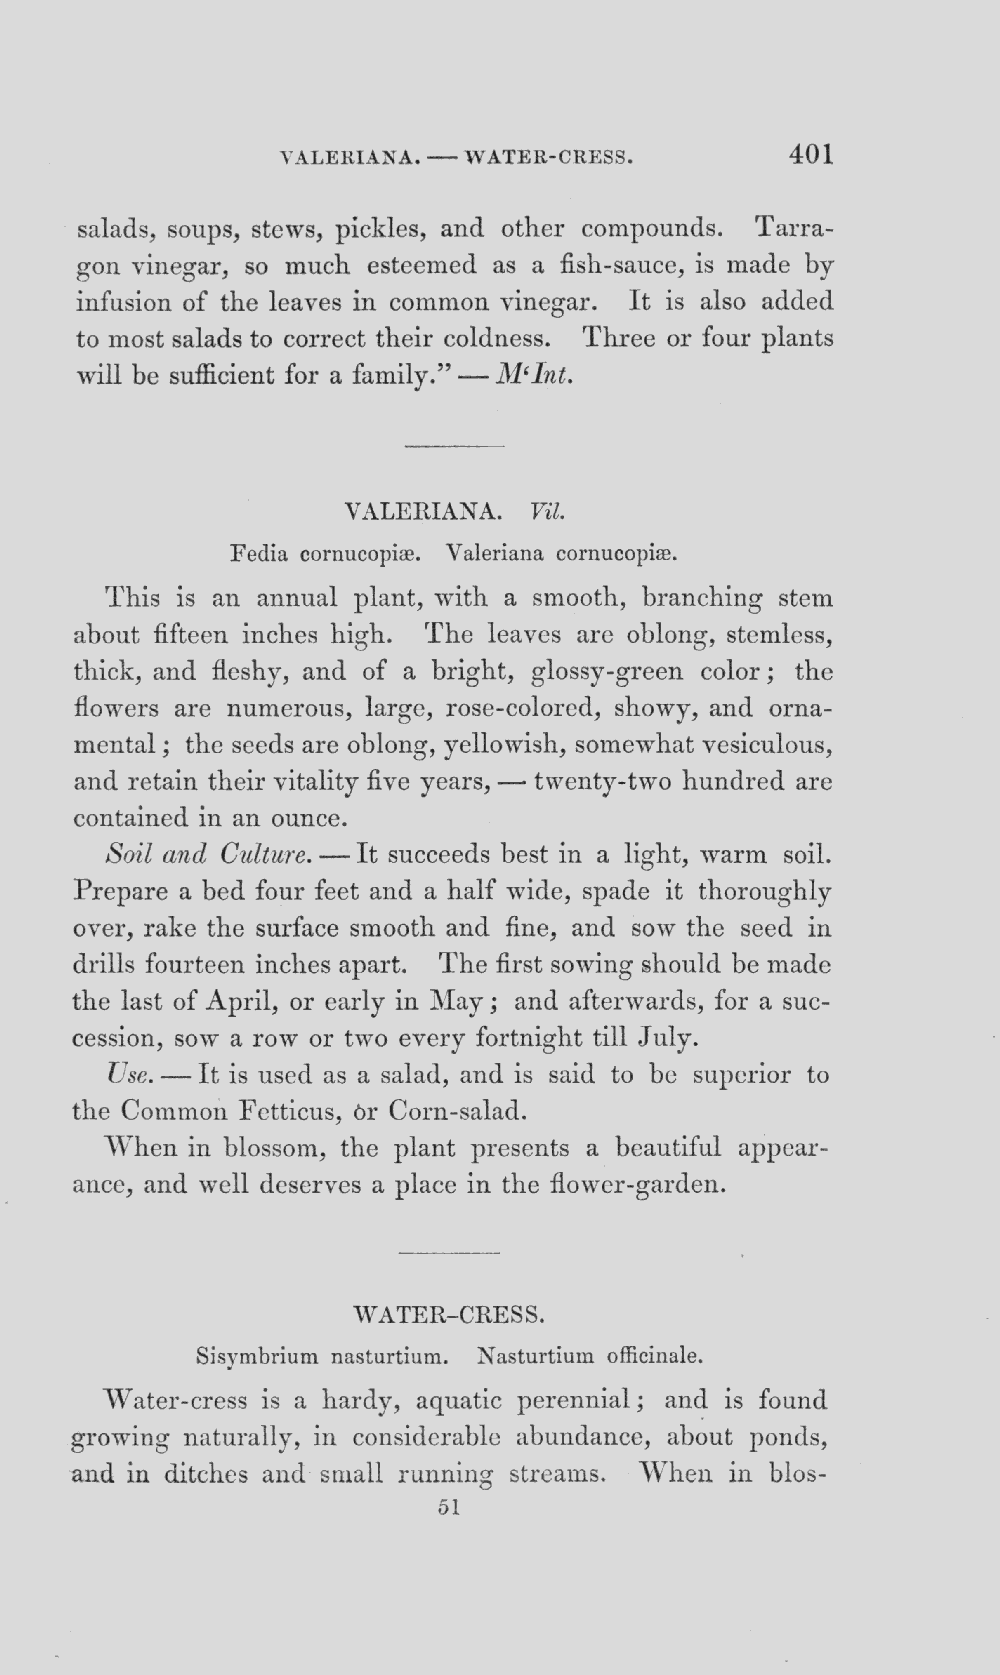 VALERIANA. — WATER-CRESS. 401
salads, soups, stews, pickles, and other compounds. Tarra-
gon vinegar, so much esteemed as a fish-sauce, is made by
infusion of the leaves in common vinegar. It is also added
to most salads to correct their coldness. Three or four plants
will be sufficient for a family.” — M‘Int.
VALERIANA. Vil.
Fedia cornucopiæ. Valeriana cornucopiæ.
This is an annual plant, with a smooth, branching stem
about fifteen inches high. The leaves are oblong, stemless,
thick, and fleshy, and of a bright, glossy-green color; the
flowers are numerous, large, rose-colored, showy, and orna-
mental; the seeds are oblong, yellowish, somewhat vesiculous,
and retain their vitality five years, — twenty-two hundred are
contained in an ounce.
Soil and Culture. — It succeeds best in a light, warm soil.
Prepare a bed four feet and a half wide, spade it thoroughly
over, rake the surface smooth and fine, and sow the seed in
drills fourteen inches apart. The first sowing should be made
the last of April, or early in May; and afterwards, for a suc-
cession, sow a row or two every fortnight till July.
Use. — It is used as a salad, and is said to be superior to
the Common Fetticus, or Corn-salad.
When in blossom, the plant presents a beautiful appear-
ance, and well deserves a place in the flower-garden.
WATER-CRESS.
Sisymbrium nasturtium. Nasturtium officinale.
Water-cress is a hardy, aquatic perennial; and is found
growing naturally, in considerable abundance, about ponds,
and in ditches and small running streams. When in blos-
51